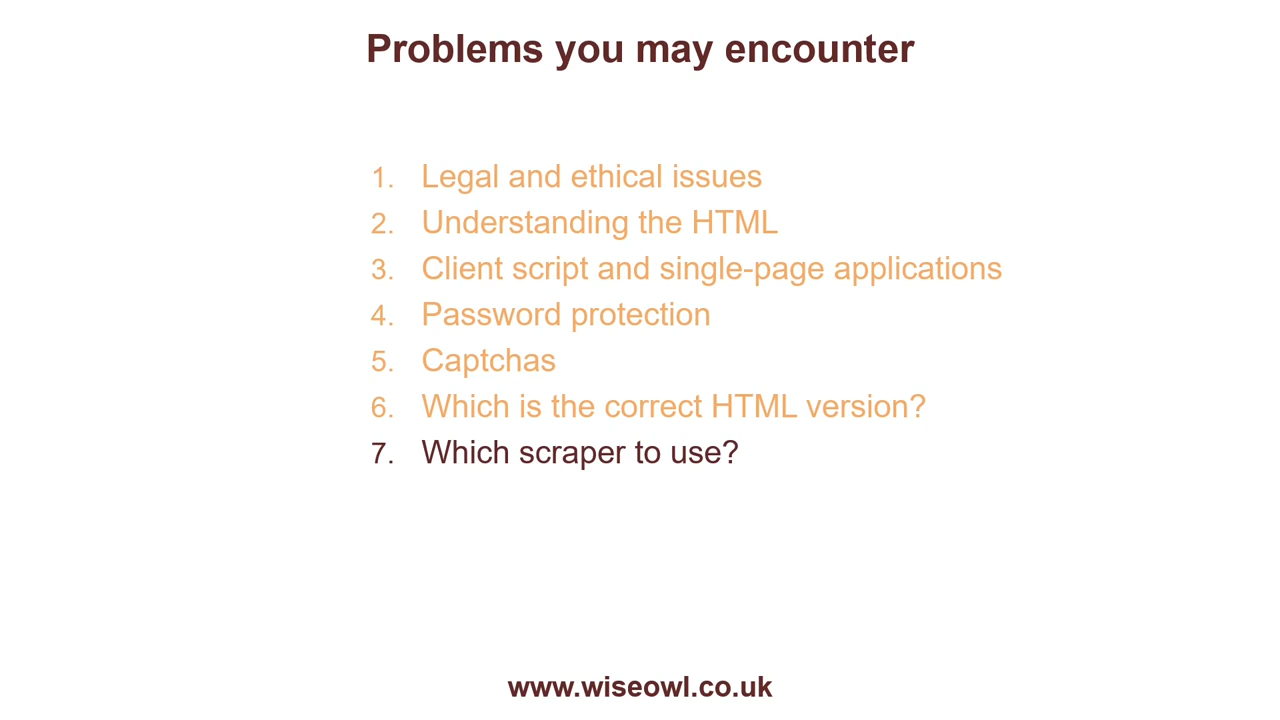 Problems you may encounter
1. Legal and ethical issues
2. Understanding the HTML
3. Client script and single-page applications
4. Password protection
5. Captchas
6. Which is the correct HTML version?
7. Which scraper to use?
www.wiseowl.co.uk